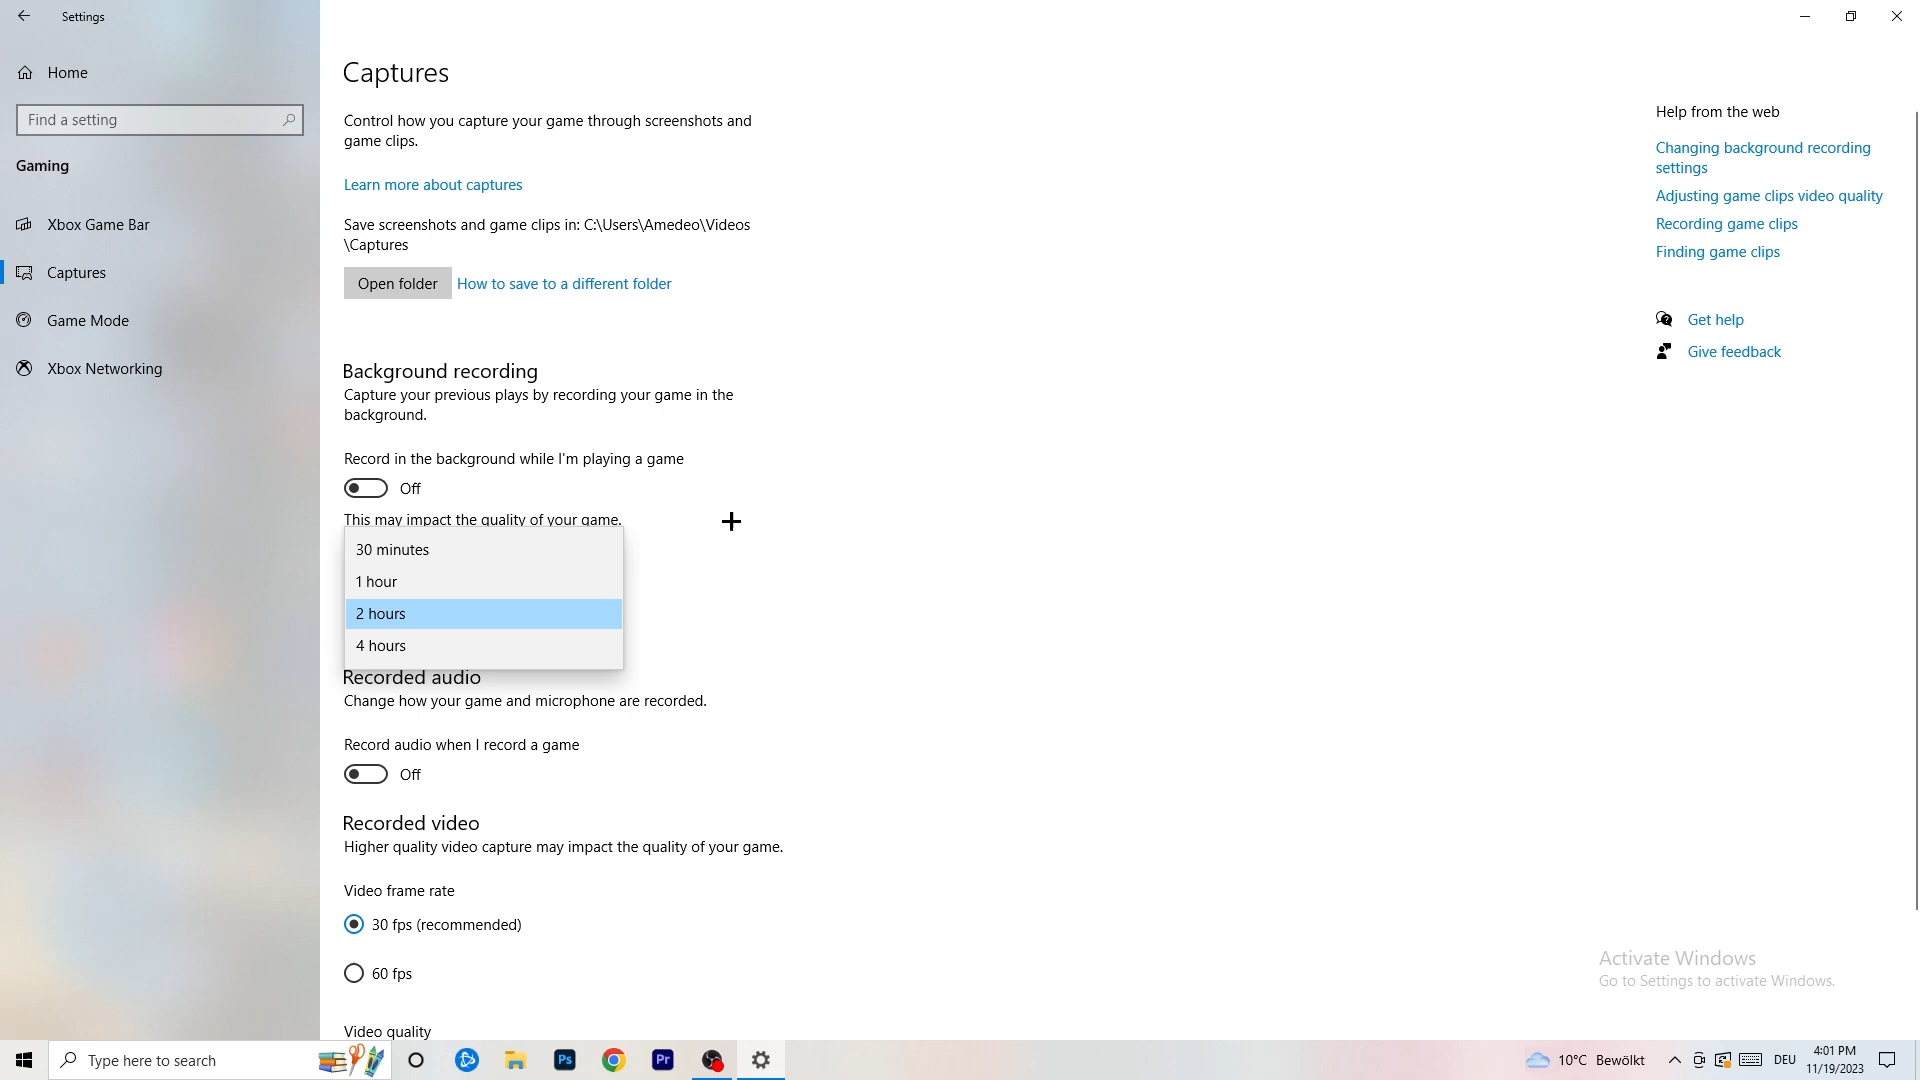 Settings
Home
Find a setting
Gaming
Xbox Game Bar
Captures
Game Mode
Xbox Networking
Captures
Control how you capture your game through screenshots and
game clips.
Learn more about captures
Save screenshots and game clips in: C:\Users\Amedeo\Videos
\Captures
Open folder
How to save to a different folder
Background recording
Capture your previous plays by recording your game in the
background.
Record in the background while I'm playing a game
Off
This may impact the quality of your game.
30 minutes
1 hour
2 hours
4 hours
Recorded audio
Change how your game and microphone are recorded.
Record audio when I record a game
Off
Recorded video
Higher quality video capture may impact the quality of your game.
Video frame rate
30 fps (recommended)
60 fps
Video quality
Help from the web
Changing background recording
settings
Adjusting game clips video quality
Recording game clips
Finding game clips
Get help
Give feedback
Activate Windows
Go to Settings to activate Windows.
Type here to search
Ps
Pr
10°C Bewölkt
DEU
4:01 PM
11/19/2023